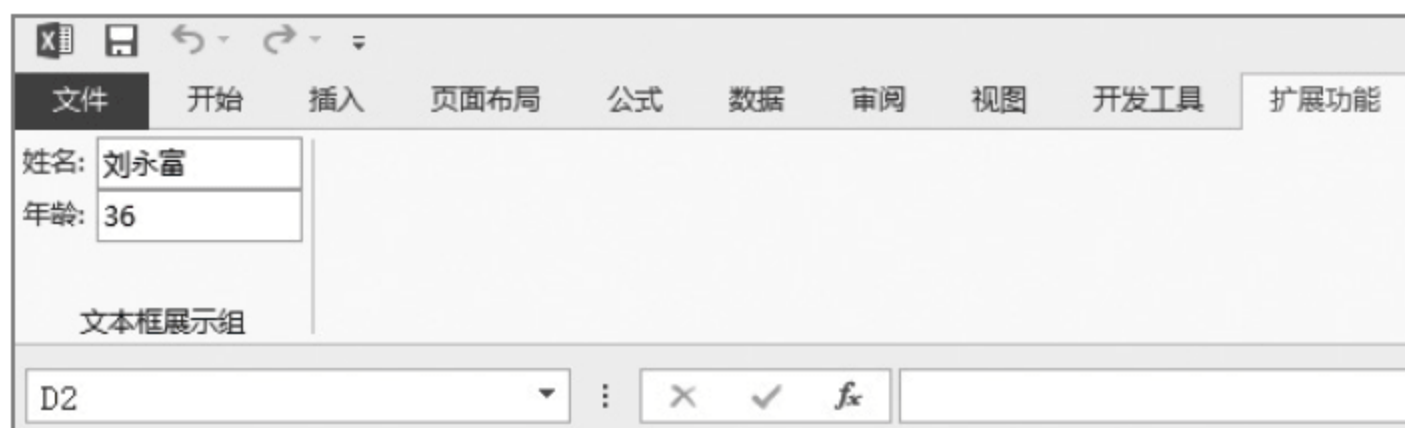 文件 开始 插入 页面布局 公式 数据 审阅 视图 开发工具 扩展功能
姓名: 刘永富
年龄: 36
文本框展示组
D2 fx